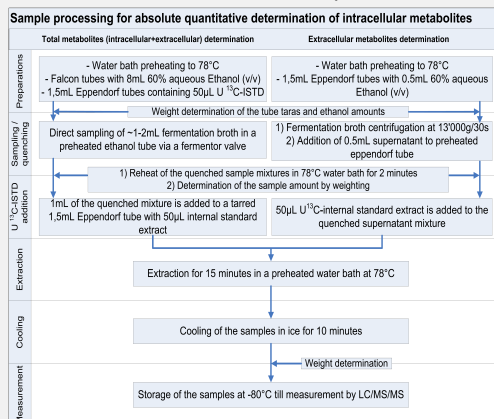 Sample processing for absolute quantitative determination of intracellular metabolites
Total metabolites (intracellular+extracellular) determination
Extracellular metabolites determination
Preparations
- Water bath preheating to 78°C
- Falcon tubes with 8mL 60% aqueous Ethanol (v/v)
- 1,5mL Eppendorf tubes containing 50µL U 13C-ISTD
- Water bath preheating to 78°C
- 1,5mL Eppendorf tubes with 0.5mL 60% aqueous
Ethanol (v/v)
Weight determination of the tube taras and ethanol amounts
Sampling /
quenching
Direct sampling of ~1-2mL fermentation broth in a
preheated ethanol tube via a fermentor valve
1) Fermentation broth centrifugation at 13'000g/30s
2) Addition of 0.5mL supernatant to preheated
eppendorf tube
1) Reheat of the quenched sample mixtures in 78°C water bath for 2 minutes
2) Determination of the sample amount by weighting
U 13C-ISTD
addition
1mL of the quenched mixture is added to a tarred
1,5mL Eppendorf tube with 50µL internal standard
extract
50µL U13C-internal standard extract is added to the
quenched supernatant mixture
Extraction
Extraction for 15 minutes in a preheated water bath at 78°C
Cooling
Cooling of the samples in ice for 10 minutes
Weight determination
Measurement
Storage of the samples at -80°C till measurement by LC/MS/MS